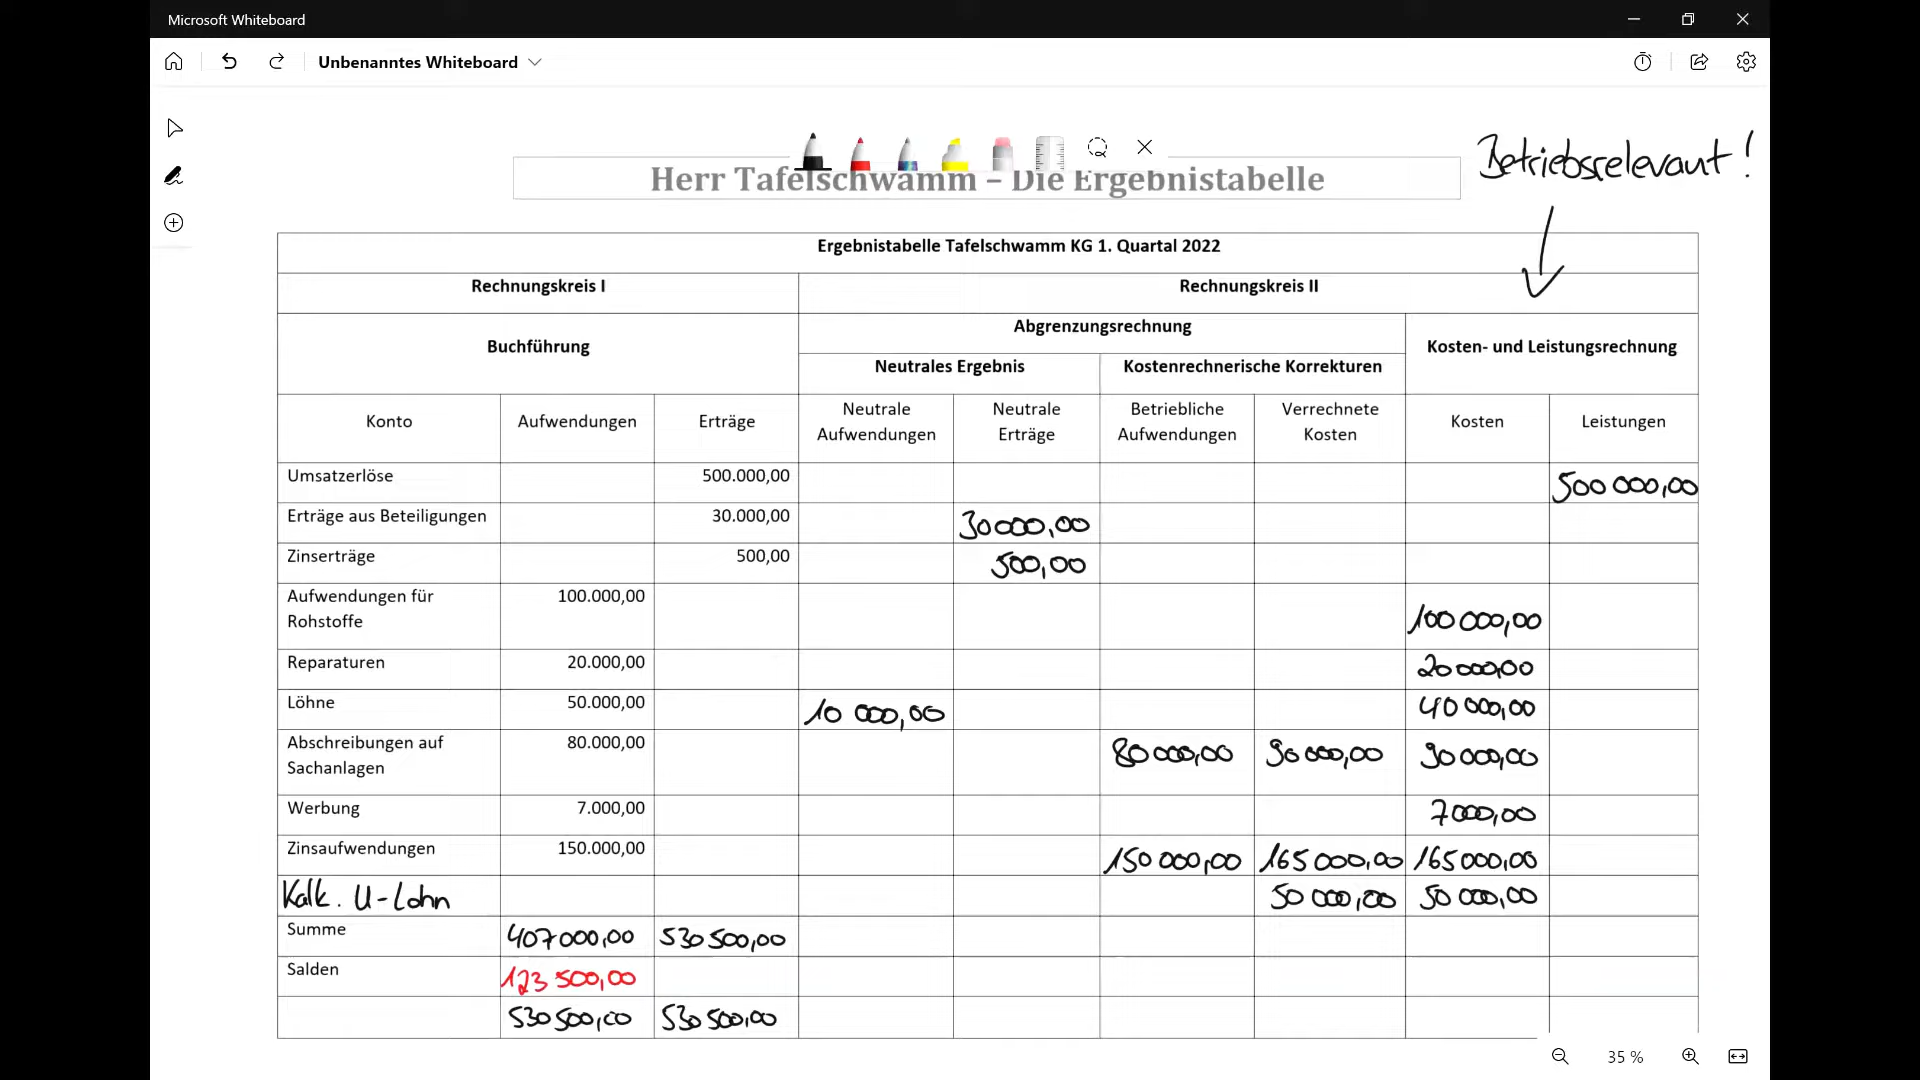 Microsoft Whiteboard
Unbenanntes Whiteboard
Betriebsrelevant!
Herr Tafelschwamm – Die Ergebnistabelle
Ergebnistabelle Tafelschwamm KG 1. Quartal 2022
Rechnungskreis I Rechnungskreis II
Buchführung Abgrenzungsrechnung Kosten- und Leistungsrechnung
Neutrales Ergebnis Kostenrechnerische Korrekturen
Konto Aufwendungen Erträge Neutrale Aufwendungen Neutrale Erträge Betriebliche Aufwendungen Verrechnete Kosten Kosten Leistungen
Umsatzerlöse 500.000,00 500 000,00
Erträge aus Beteiligungen 30.000,00 30 000,00
Zinserträge 500,00 500,00
Aufwendungen für Rohstoffe 100.000,00 100 000,00
Reparaturen 20.000,00 20 000,00
Löhne 50.000,00 10 000,00 40 000,00
Abschreibungen auf Sachanlagen 80.000,00 80 000,00 90 000,00 90 000,00
Werbung 7.000,00 7 000,00
Zinsaufwendungen 150.000,00 150 000,00 165 000,00 165 000,00
Kalk. U-Lohn 50 000,00 50 000,00
Summe 407 000,00 530 500,00
Salden 123 500,00
530 500,00 530 500,00
35 %